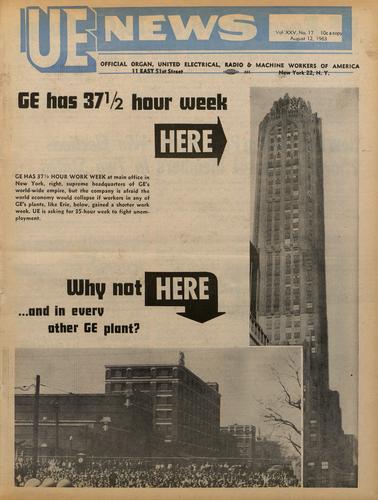 UE NEWS
Vol. XXV, No. 17 10c a copy
August 12, 1963
OFFICIAL ORGAN, UNITED ELECTRICAL, RADIO & MACHINE WORKERS OF AMERICA
11 EAST 51st Street New York 22, N. Y.
GE has 37 1/2 hour week
HERE
GE HAS 37½ HOUR WORK WEEK at main office in
New York, right, supreme headquarters of GE's
world-wide empire, but the company is afraid the
world economy would collapse if workers in any of
GE's plants, like Erie, below, gained a shorter work
week. UE is asking for 35-hour week to fight unem-
ployment.
Why not HERE
...and in every
other GE plant?